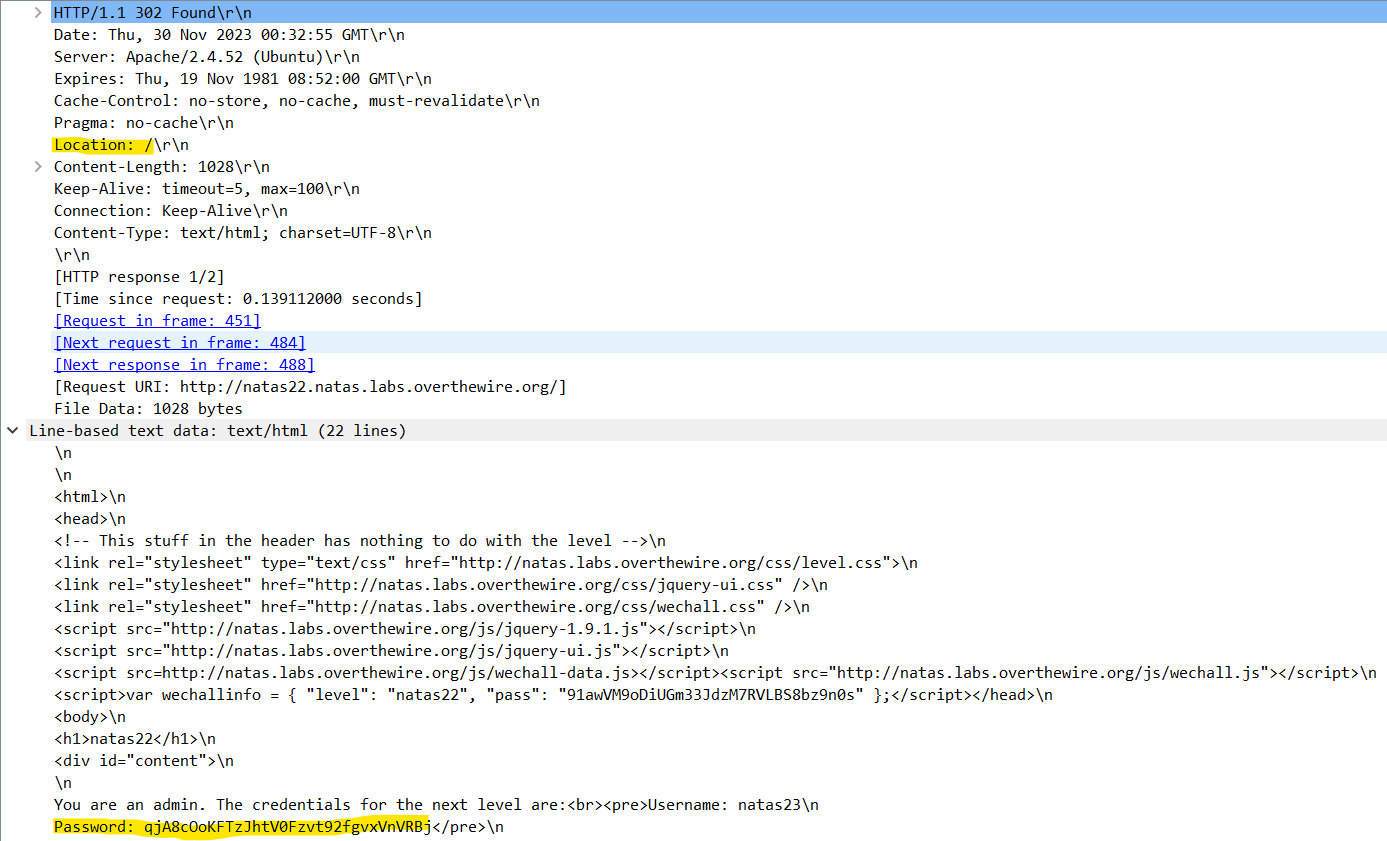 HTTP/1.1 302 Found\r\n
Date: Thu, 30 Nov 2023 00:32:55 GMT\r\n
Server: Apache/2.4.52 (Ubuntu)\r\n
Expires: Thu, 19 Nov 1981 08:52:00 GMT\r\n
Cache-Control: no-store, no-cache, must-revalidate\r\n
Pragma: no-cache\r\n
Location: /\r\n
Content-Length: 1028\r\n
Keep-Alive: timeout=5, max=100\r\n
Connection: Keep-Alive\r\n
Content-Type: text/html; charset=UTF-8\r\n
\r\n
[HTTP response 1/2]
[Time since request: 0.139112000 seconds]
[Request in frame: 451]
[Next request in frame: 484]
[Next response in frame: 488]
[Request URI: http://natas22.natas.labs.overthewire.org/]
File Data: 1028 bytes
Line-based text data: text/html (22 lines)
\n
\n
<html>\n
<head>\n
<!-- This stuff in the header has nothing to do with the level -->\n
<link rel="stylesheet" type="text/css" href="http://natas.labs.overthewire.org/css/level.css">\n
<link rel="stylesheet" href="http://natas.labs.overthewire.org/css/jquery-ui.css" />\n
<link rel="stylesheet" href="http://natas.labs.overthewire.org/css/wechall.css" />\n
<script src="http://natas.labs.overthewire.org/js/jquery-1.9.1.js"></script>\n
<script src="http://natas.labs.overthewire.org/js/jquery-ui.js"></script>\n
<script src=http://natas.labs.overthewire.org/js/wechall-data.js></script><script src="http://natas.labs.overthewire.org/js/wechall.js"></script>\n
<script>var wechallinfo = { "level": "natas22", "pass": "91awVM9oDiUGm33JdzM7RVLBS8bz9n0s" };</script></head>\n
<body>\n
<h1>natas22</h1>\n
<div id="content">\n
\n
You are an admin. The credentials for the next level are:<br><pre>Username: natas23\n
Password: qjA8cOoKFTzJhtV0Fzvt92fgvxVnVRBj</pre>\n